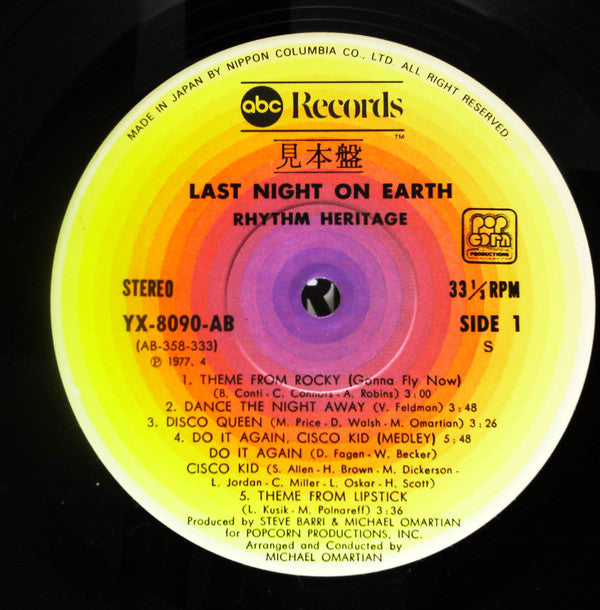 MADE IN JAPAN BY NIPPON COLUMBIA CO., LTD. ALL RIGHT RESERVED
abc Records
TM
見本盤
LAST NIGHT ON EARTH
RHYTHM HERITAGE
POP CORN
PRODUCTIONS
STEREO 33 1/3 RPM
YX-8090-AB SIDE 1
(AB-358-333) S
Ⓟ 1977. 4
1. THEME FROM ROCKY (Gonna Fly Now)
(B. Conti - C. Connors - A. Robins) 3:00
2. DANCE THE NIGHT AWAY (V. Feldman) 3:48
3. DISCO QUEEN (M. Price - D. Walsh - M. Omartian) 3:26
4. DO IT AGAIN, CISCO KID (MEDLEY) 5:48
DO IT AGAIN (D. Fagen - W. Becker)
CISCO KID (S. Allen - H. Brown - M. Dickerson -
L. Jordan - C. Miller - L. Oskar - H. Scott)
5. THEME FROM LIPSTICK
(L. Kusik - M. Polnareff) 3:36
Produced by STEVE BARRI & MICHAEL OMARTIAN
for POPCORN PRODUCTIONS, INC.
Arranged and Conducted by
MICHAEL OMARTIAN